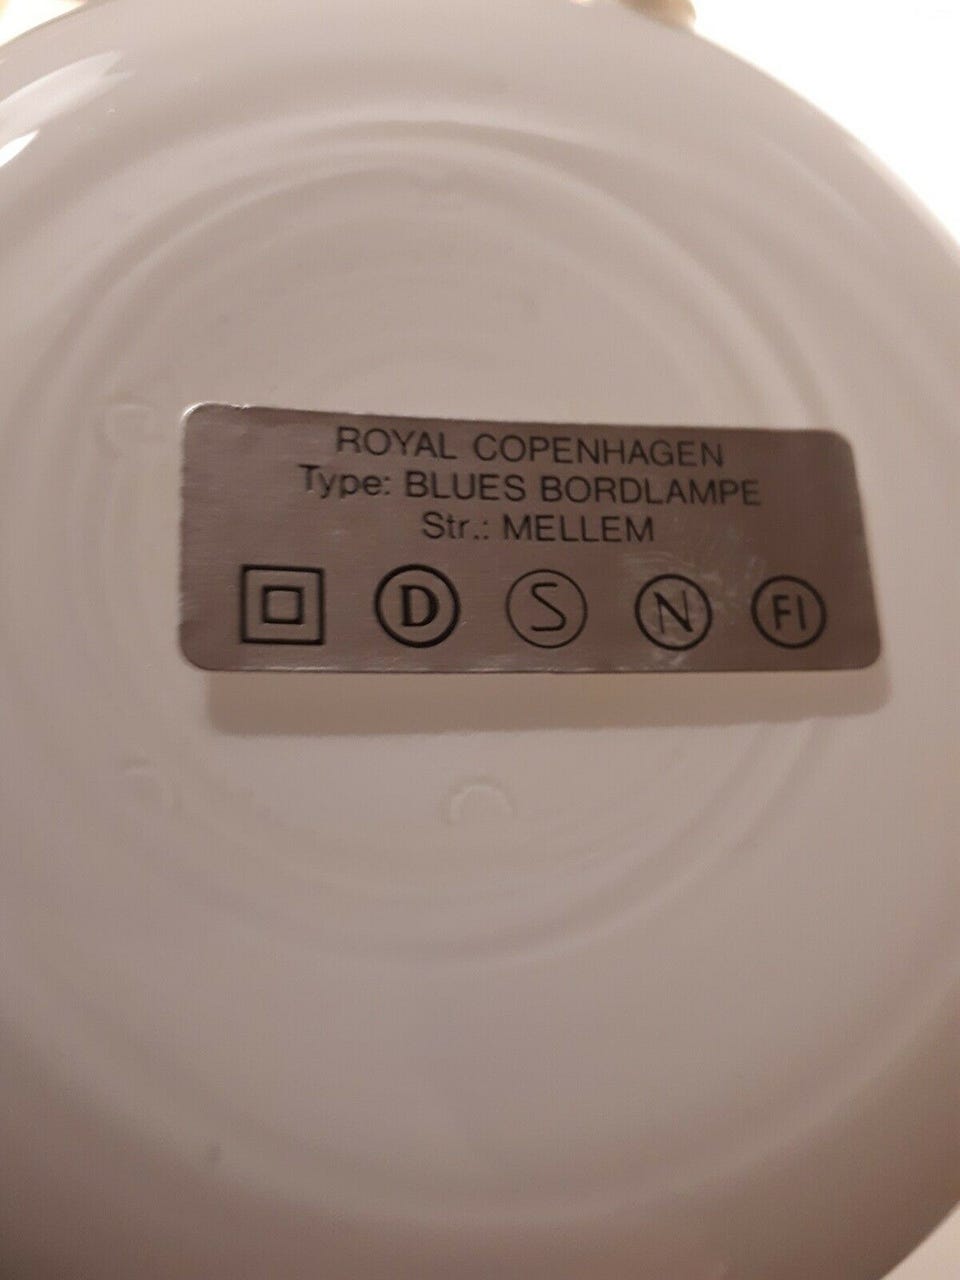 ROYAL COPENHAGEN
Type: BLUES BORDLAMPE
Str.: MELLEM
D S N FI